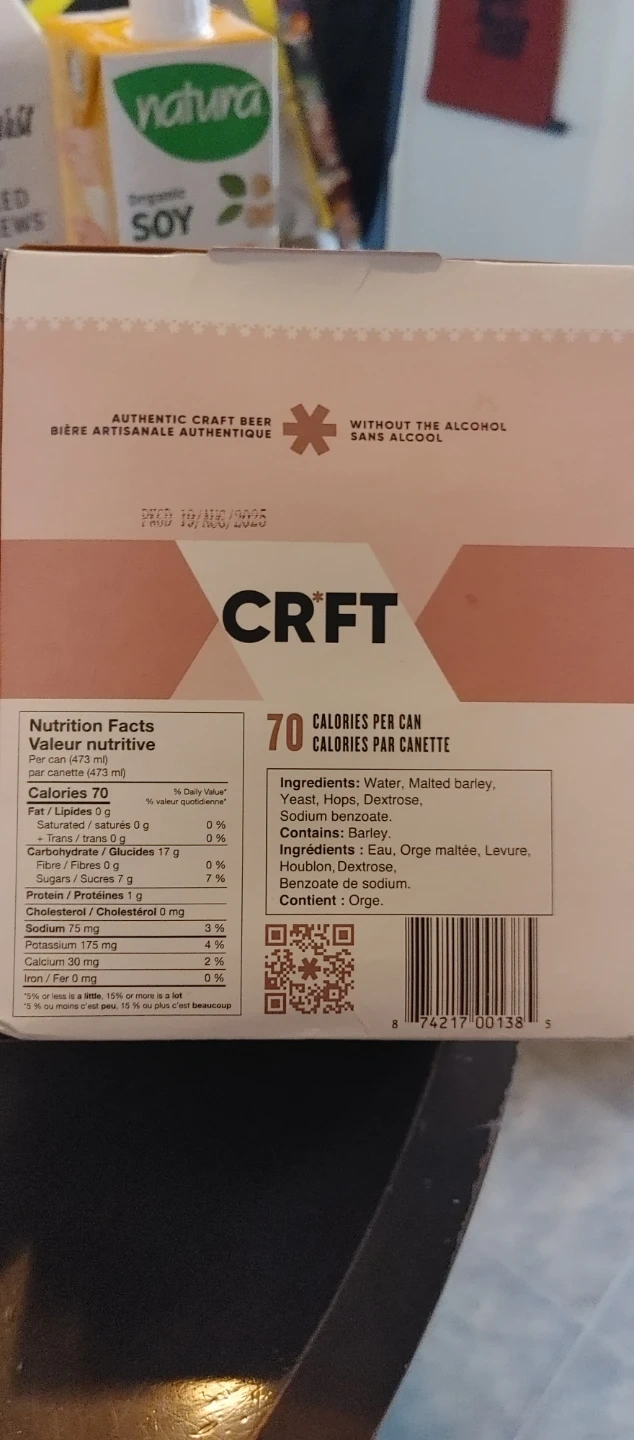 natura
Organic
SOY
ED
EWS
AUTHENTIC CRAFT BEER
BIÈRE ARTISANALE AUTHENTIQUE
WITHOUT THE ALCOHOL
SANS ALCOOL
PKGD 19/AUG/2025
CR*FT
Nutrition Facts
Valeur nutritive
Per can (473 ml)
par canette (473 ml)
Calories 70
% Daily Value*
% valeur quotidienne*
Fat / Lipides 0 g
Saturated / saturés 0 g 0 %
+ Trans / trans 0 g 0 %
Carbohydrate / Glucides 17 g
Fibre / Fibres 0 g 0 %
Sugars / Sucres 7 g 7 %
Protein / Protéines 1 g
Cholesterol / Cholestérol 0 mg
Sodium 75 mg 3 %
Potassium 175 mg 4 %
Calcium 30 mg 2 %
Iron / Fer 0 mg 0 %
*5% or less is a little, 15% or more is a lot
*5 % ou moins c'est peu, 15 % ou plus c'est beaucoup
70 CALORIES PER CAN
CALORIES PAR CANETTE
Ingredients: Water, Malted barley,
Yeast, Hops, Dextrose,
Sodium benzoate.
Contains: Barley.
Ingrédients : Eau, Orge maltée, Levure,
Houblon, Dextrose,
Benzoate de sodium.
Contient : Orge.
8 74217 00138 5